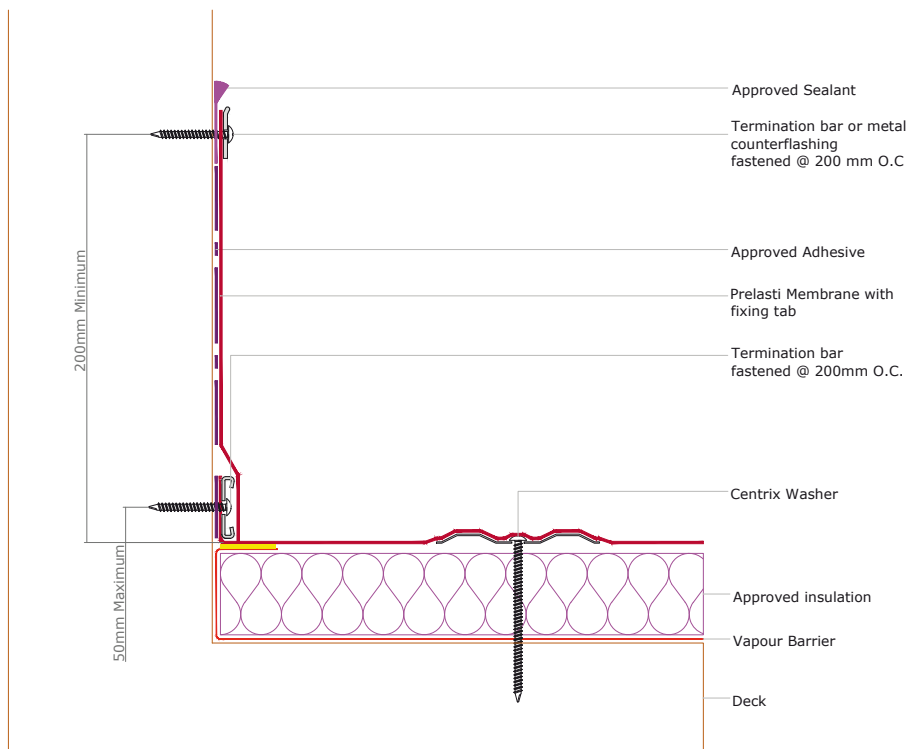 Approved Sealant
Termination bar or metal
counterflashing
fastened @ 200 mm O.C
Approved Adhesive
Prelasti Membrane with
fixing tab
Termination bar
fastened @ 200mm O.C.
Centrix Washer
Approved insulation
Vapour Barrier
Deck
200mm Minimum
50mm Maximum